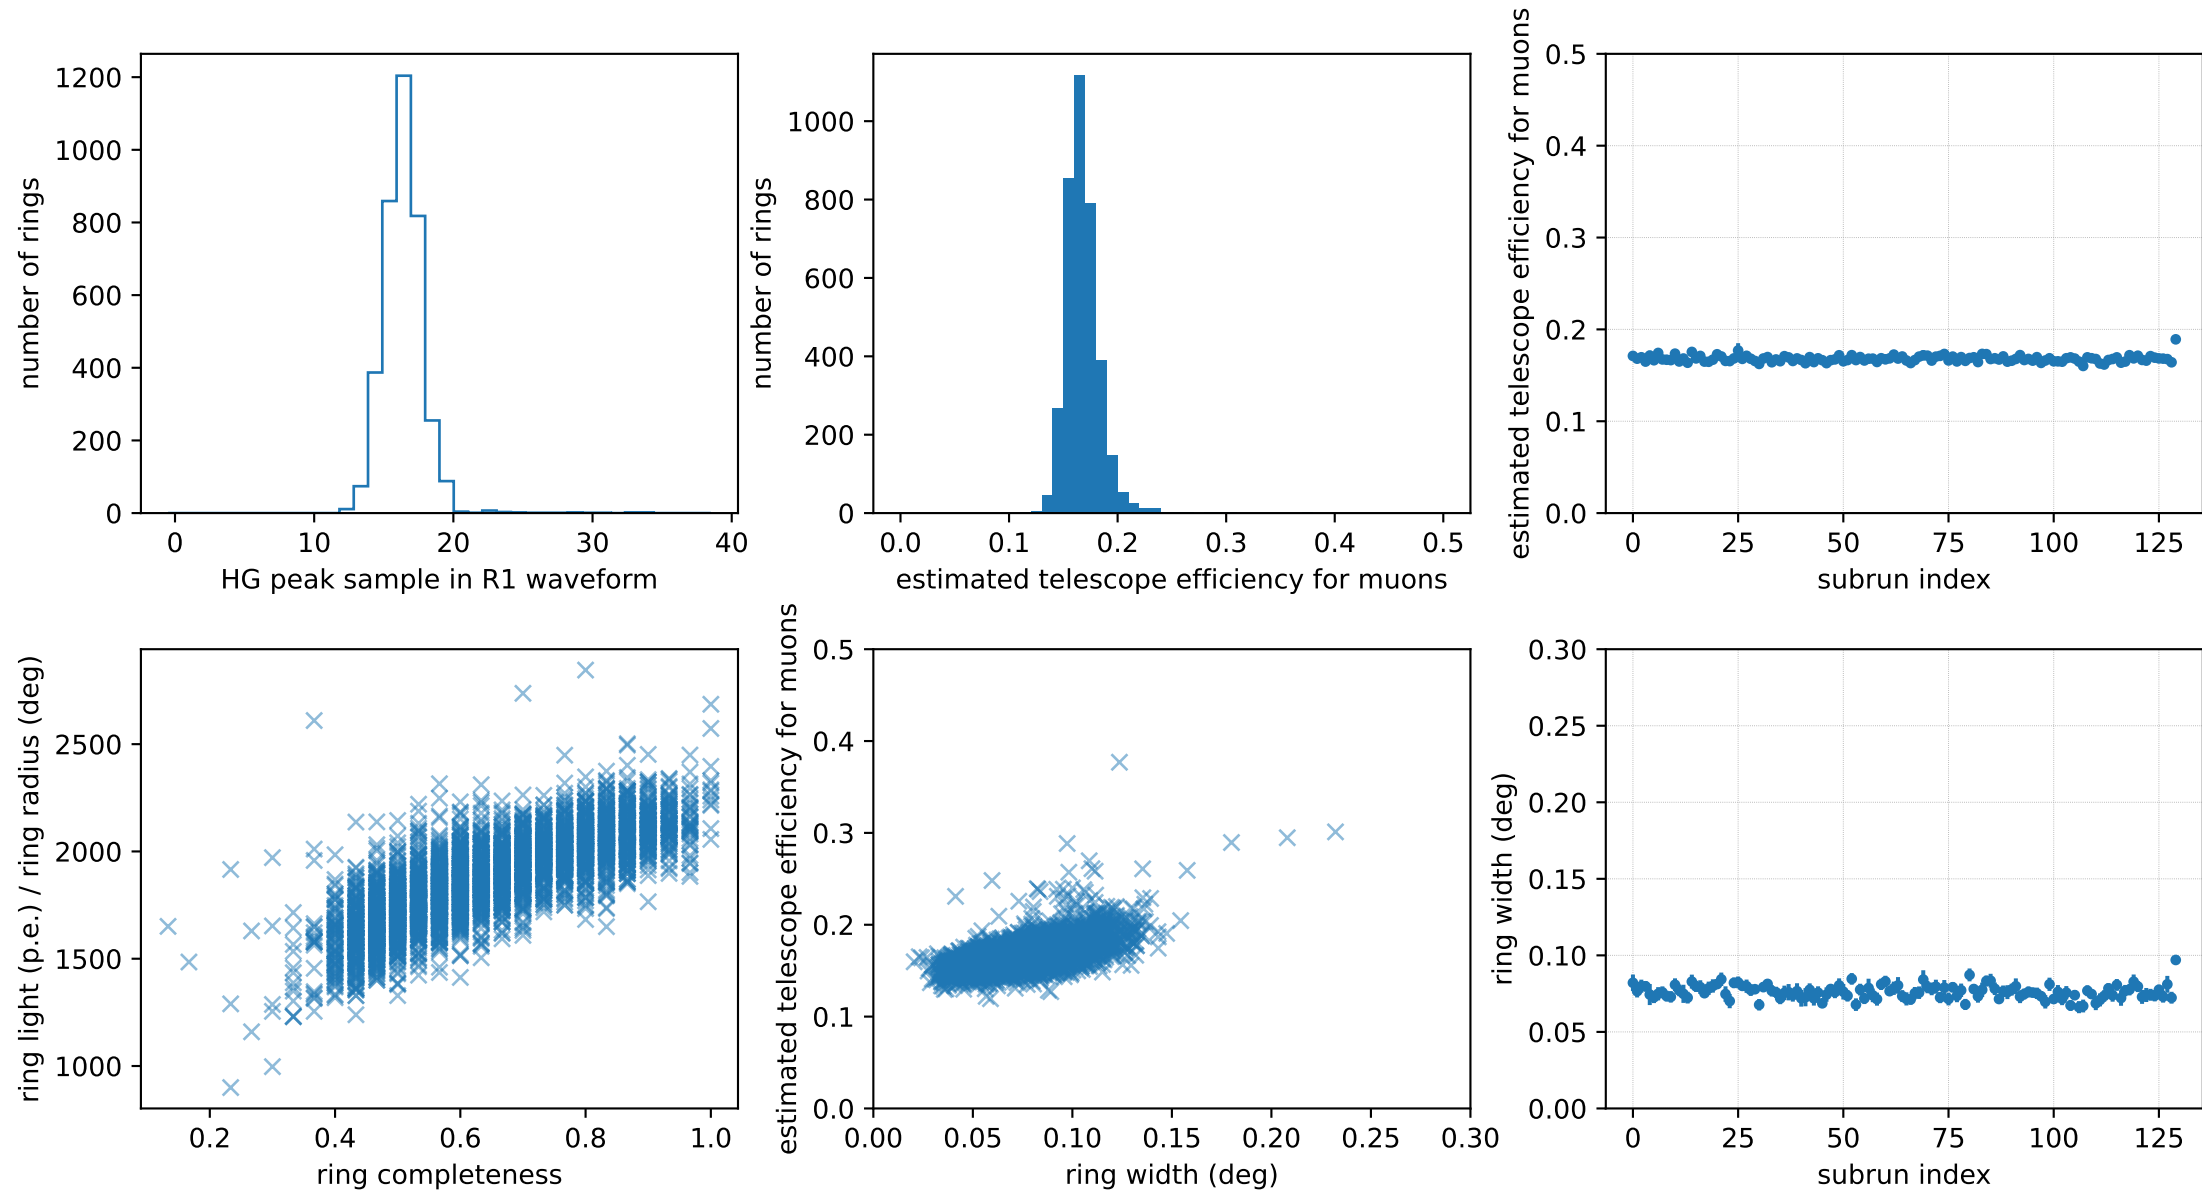 number of rings
1200
1000
800
600
400
200
0
0 10 20 30 40
HG peak sample in R1 waveform
number of rings
1000
800
600
400
200
0
0.0 0.1 0.2 0.3 0.4 0.5
estimated telescope efficiency for muons
estimated telescope efficiency for muons
0.5
0.4
0.3
0.2
0.1
0.0
0 25 50 75 100 125
subrun index
ring light (p.e.) / ring radius (deg)
2500
2000
1500
1000
0.2 0.4 0.6 0.8 1.0
ring completeness
estimated telescope efficiency for muons
0.5
0.4
0.3
0.2
0.1
0.0
0.00 0.05 0.10 0.15 0.20 0.25 0.30
ring width (deg)
ring width (deg)
0.30
0.25
0.20
0.15
0.10
0.05
0.00
0 25 50 75 100 125
subrun index